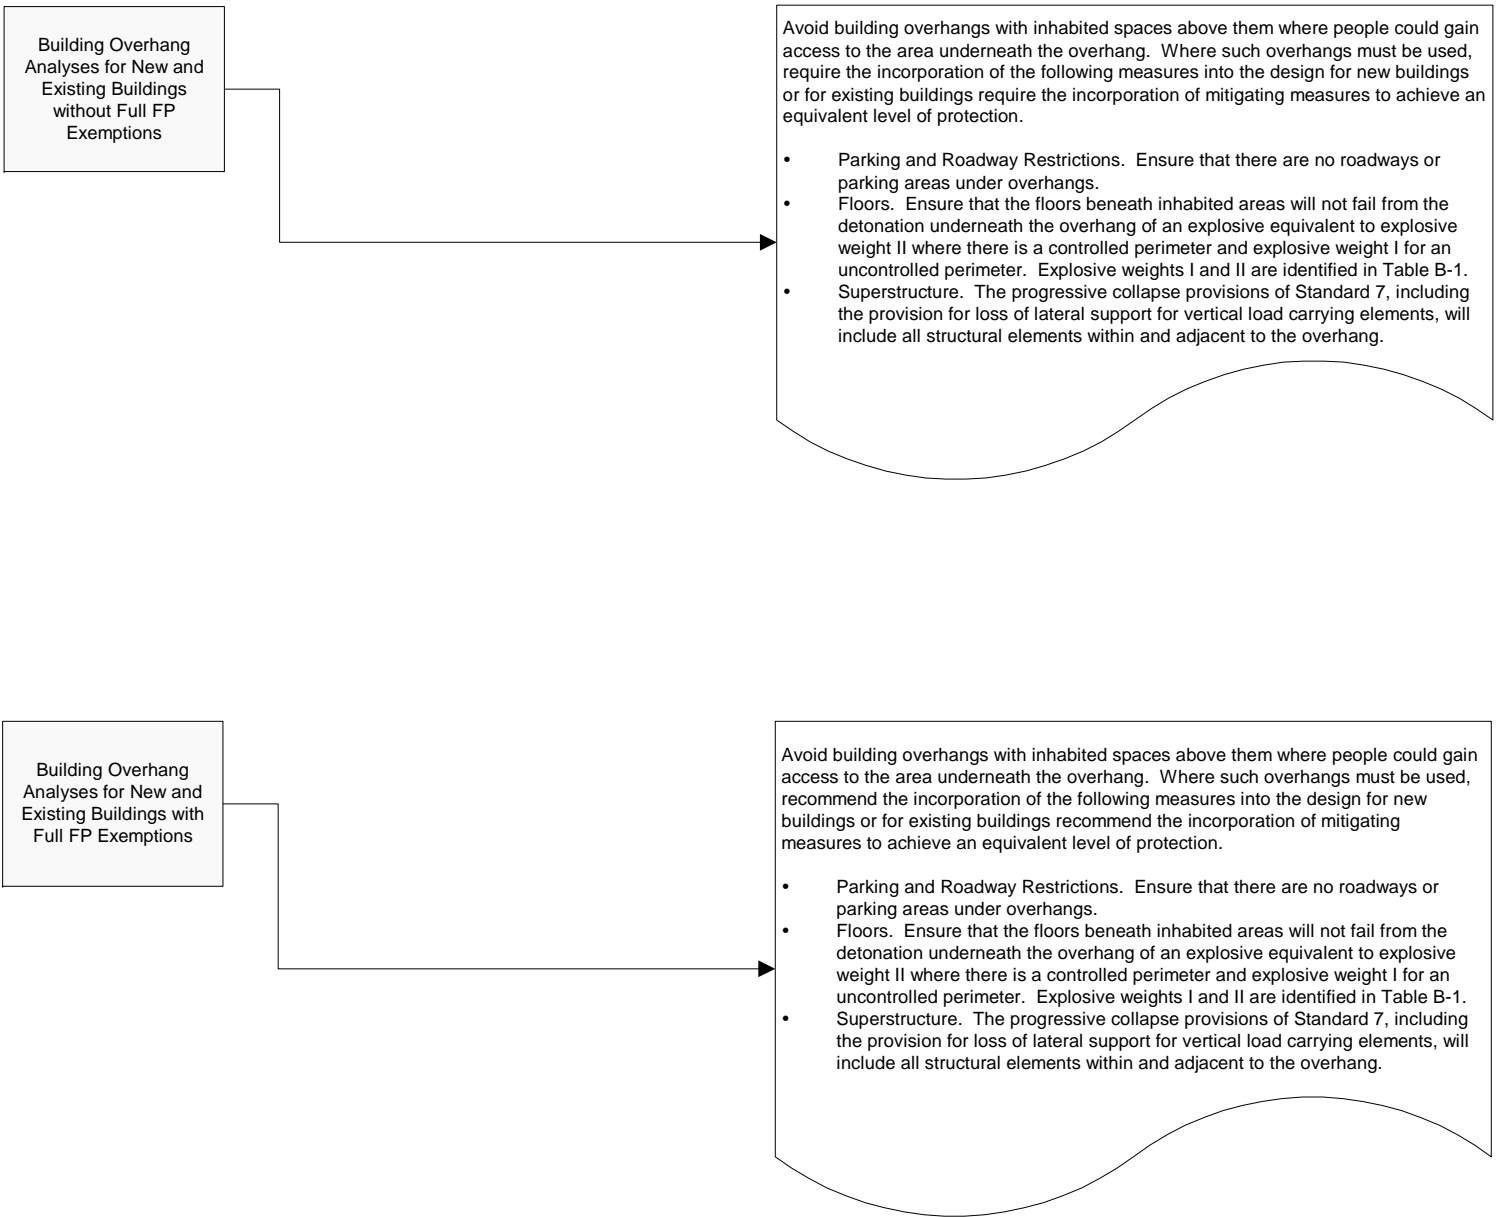 Building Overhang
Analyses for New and
Existing Buildings
without Full FP
Exemptions
Avoid building overhangs with inhabited spaces above them where people could gain
access to the area underneath the overhang.  Where such overhangs must be used,
require the incorporation of the following measures into the design for new buildings
or for existing buildings require the incorporation of mitigating measures to achieve an
equivalent level of protection.
• Parking and Roadway Restrictions.  Ensure that there are no roadways or
parking areas under overhangs.
• Floors.  Ensure that the floors beneath inhabited areas will not fail from the
detonation underneath the overhang of an explosive equivalent to explosive
weight II where there is a controlled perimeter and explosive weight I for an
uncontrolled perimeter.  Explosive weights I and II are identified in Table B-1.
• Superstructure.  The progressive collapse provisions of Standard 7, including
the provision for loss of lateral support for vertical load carrying elements, will
include all structural elements within and adjacent to the overhang.
Building Overhang
Analyses for New and
Existing Buildings with
Full FP Exemptions
Avoid building overhangs with inhabited spaces above them where people could gain
access to the area underneath the overhang.  Where such overhangs must be used,
recommend the incorporation of the following measures into the design for new
buildings or for existing buildings recommend the incorporation of mitigating
measures to achieve an equivalent level of protection.
• Parking and Roadway Restrictions.  Ensure that there are no roadways or
parking areas under overhangs.
• Floors.  Ensure that the floors beneath inhabited areas will not fail from the
detonation underneath the overhang of an explosive equivalent to explosive
weight II where there is a controlled perimeter and explosive weight I for an
uncontrolled perimeter.  Explosive weights I and II are identified in Table B-1.
• Superstructure.  The progressive collapse provisions of Standard 7, including
the provision for loss of lateral support for vertical load carrying elements, will
include all structural elements within and adjacent to the overhang.